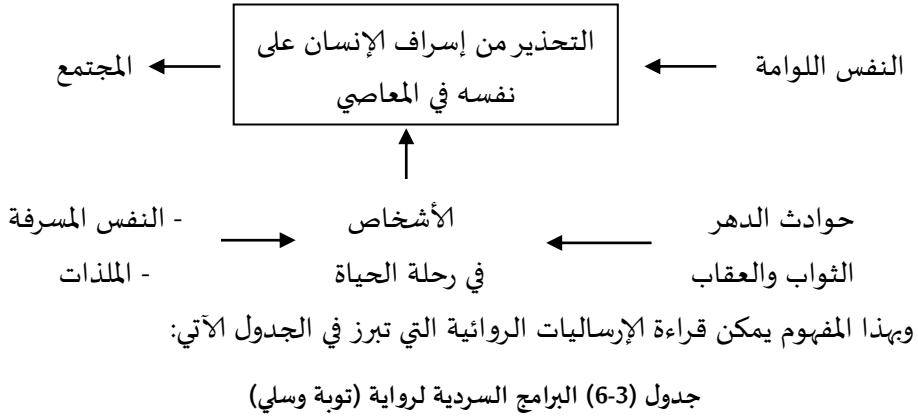 التحذير من إسراف الإنسان على
النفس اللوامة
المجتمع
نفسه في المعاصي
حوادث الدهر
الأشخاص
- النفس المسرفة
الثواب والعقاب
في رحلة الحياة
- الملذات
وبهذا المفهوم يمكن قراءة الإرساليات الروائية التي تبرز في الجدول الآتي:
جدول (3-6) البرامج السردية لرواية (توبة وسلي)